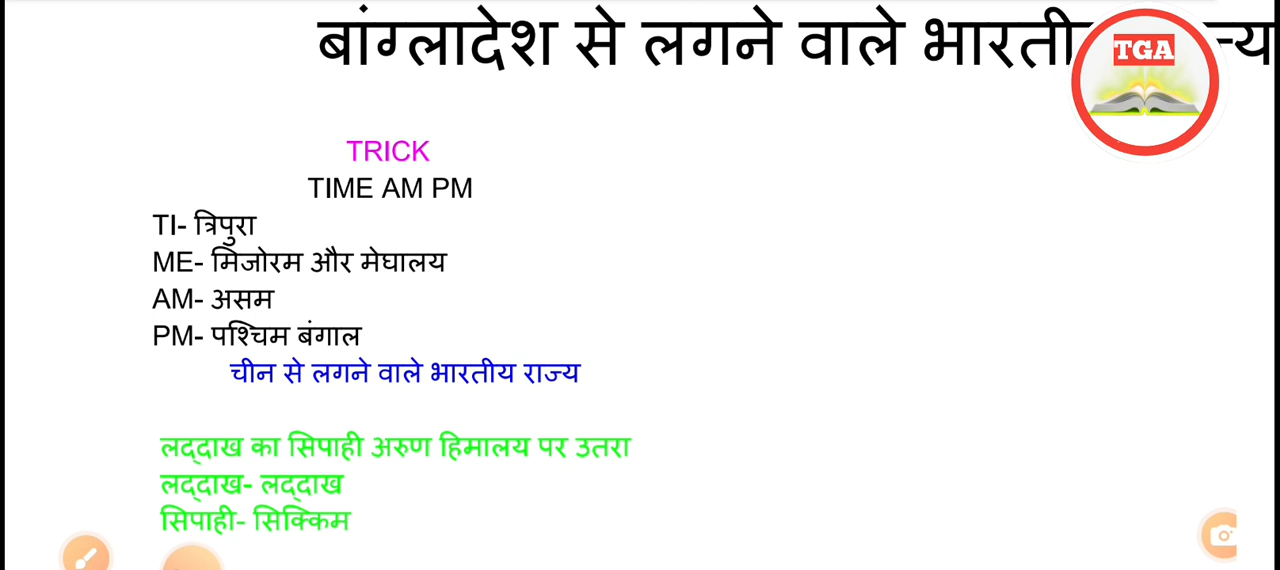 बांग्लादेश से लगने वाले
TGA
TRICK
TIME AM PM
TI- त्रिपुरा
ME- मिजोरम और मेघालय
AM- असम
PM- पश्चिम बंगाल
चीन से लगने वाले भारतीय राज्य
लद्दाख का सिपाही अरुण हिमालय पर उतरा
लद्दाख- लद्दाख
सिपाही- सिक्किम